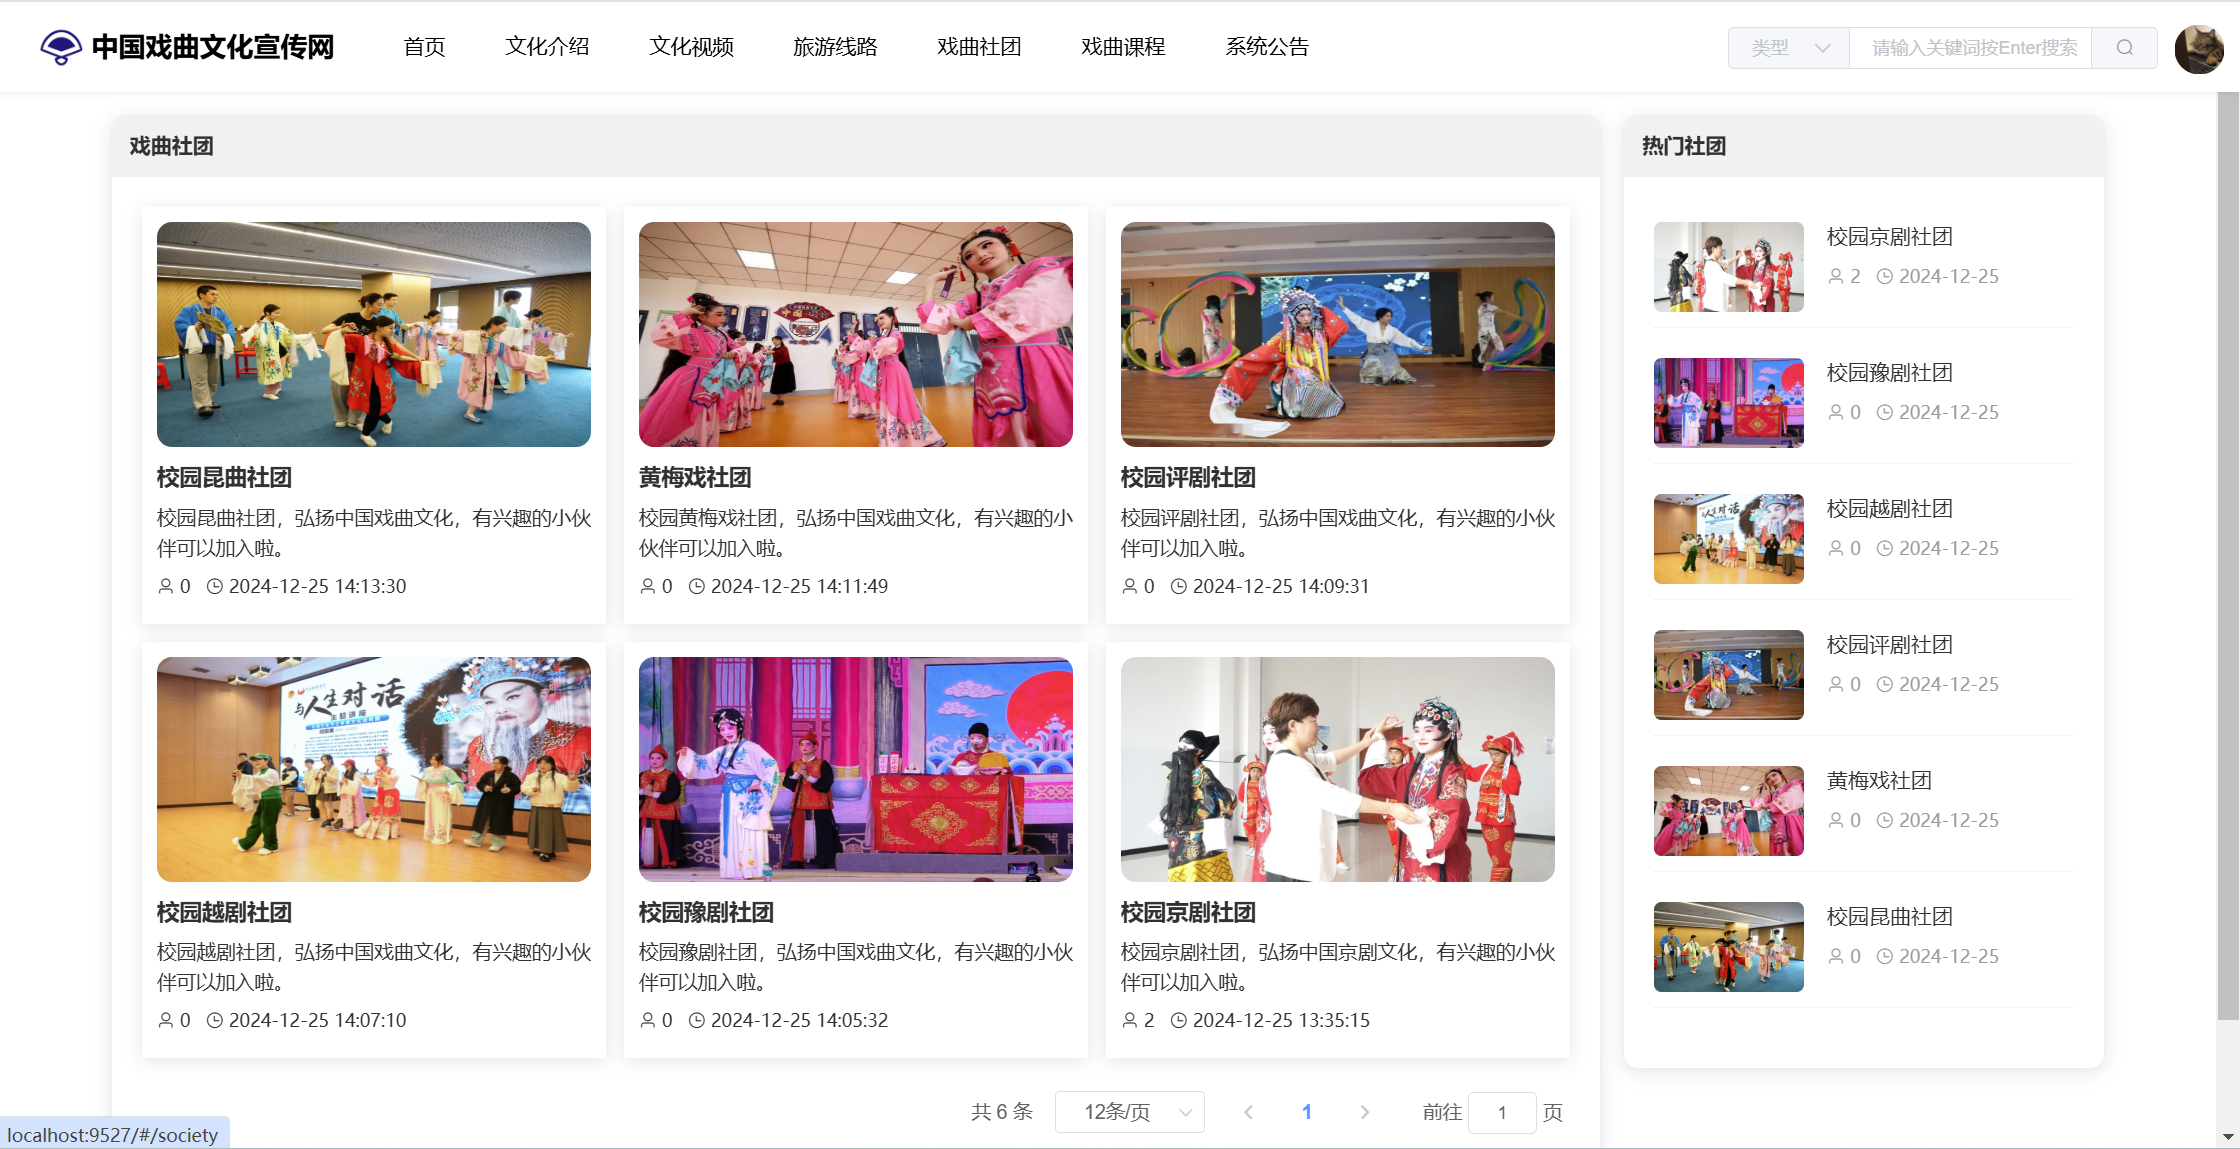 中国戏曲文化宣传网
首页 文化介绍 文化视频 旅游线路 戏曲社团 戏曲课程 系统公告
类型 请输入关键词按Enter搜索
戏曲社团
校园昆曲社团
校园昆曲社团，弘扬中国戏曲文化，有兴趣的小伙
伴可以加入啦。
0 2024-12-25 14:13:30
黄梅戏社团
校园黄梅戏社团，弘扬中国戏曲文化，有兴趣的小
伙伴可以加入啦。
0 2024-12-25 14:11:49
校园评剧社团
校园评剧社团，弘扬中国戏曲文化，有兴趣的小伙
伴可以加入啦。
0 2024-12-25 14:09:31
与人生对话
主题讲座
校园越剧社团
校园越剧社团，弘扬中国戏曲文化，有兴趣的小伙
伴可以加入啦。
0 2024-12-25 14:07:10
校园豫剧社团
校园豫剧社团，弘扬中国戏曲文化，有兴趣的小伙
伴可以加入啦。
0 2024-12-25 14:05:32
校园京剧社团
校园京剧社团，弘扬中国京剧文化，有兴趣的小伙
伴可以加入啦。
2 2024-12-25 13:35:15
共 6 条 12条/页 1 前往 1 页
热门社团
校园京剧社团
2 2024-12-25
校园豫剧社团
0 2024-12-25
人生对话
校园越剧社团
0 2024-12-25
校园评剧社团
0 2024-12-25
黄梅戏社团
0 2024-12-25
校园昆曲社团
0 2024-12-25
localhost:9527/#/society